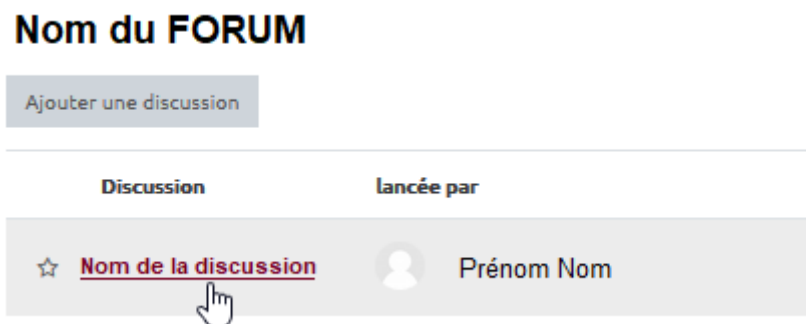 Nom du FORUM
Ajouter une discussion
Discussion lancée par
Nom de la discussion Prénom Nom